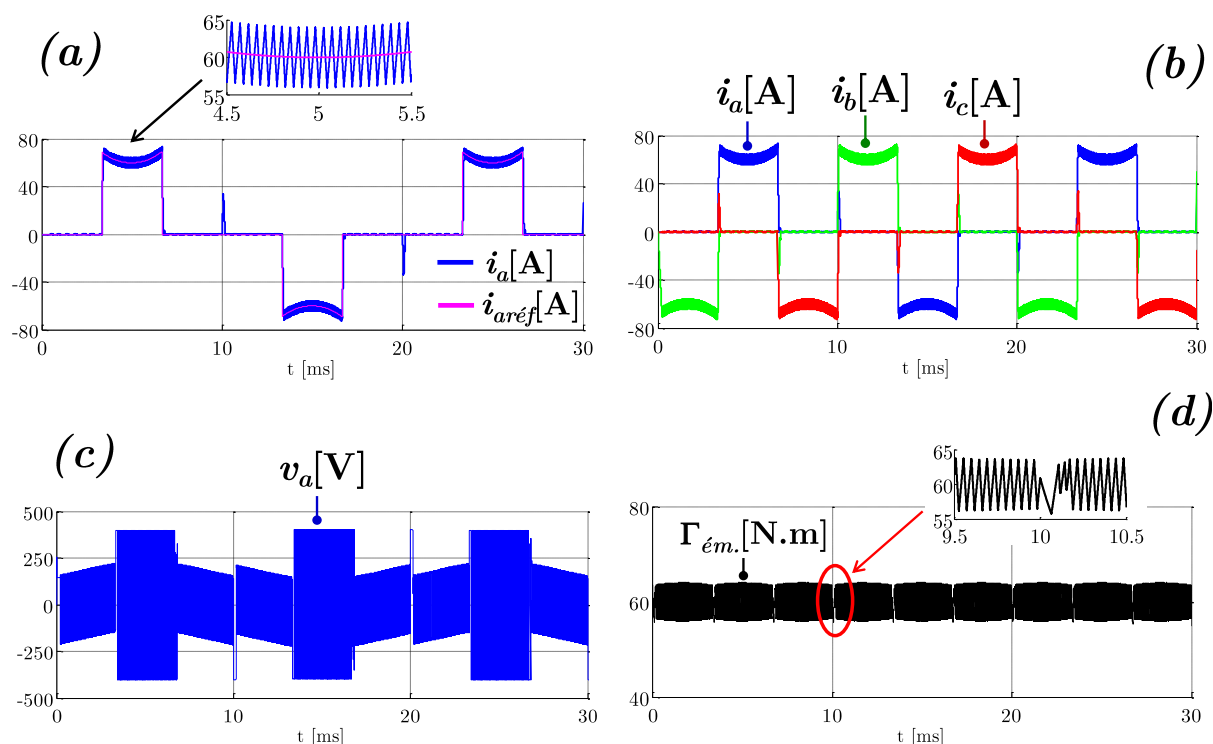 (a)
65
60
55
4.5 5 5.5
80
40
0
-40
-80
i_a[A]
i_aréf[A]
0 10 20 30
t [ms]
(b)
i_a[A] i_b[A] i_c[A]
80
40
0
-40
-80
0 10 20 30
t [ms]
(c)
v_a[V]
500
250
0
-250
-500
0 10 20 30
t [ms]
(d)
65
60
55
9.5 10 10.5
Γ_ém.[N.m]
80
60
40
0 10 20 30
t [ms]